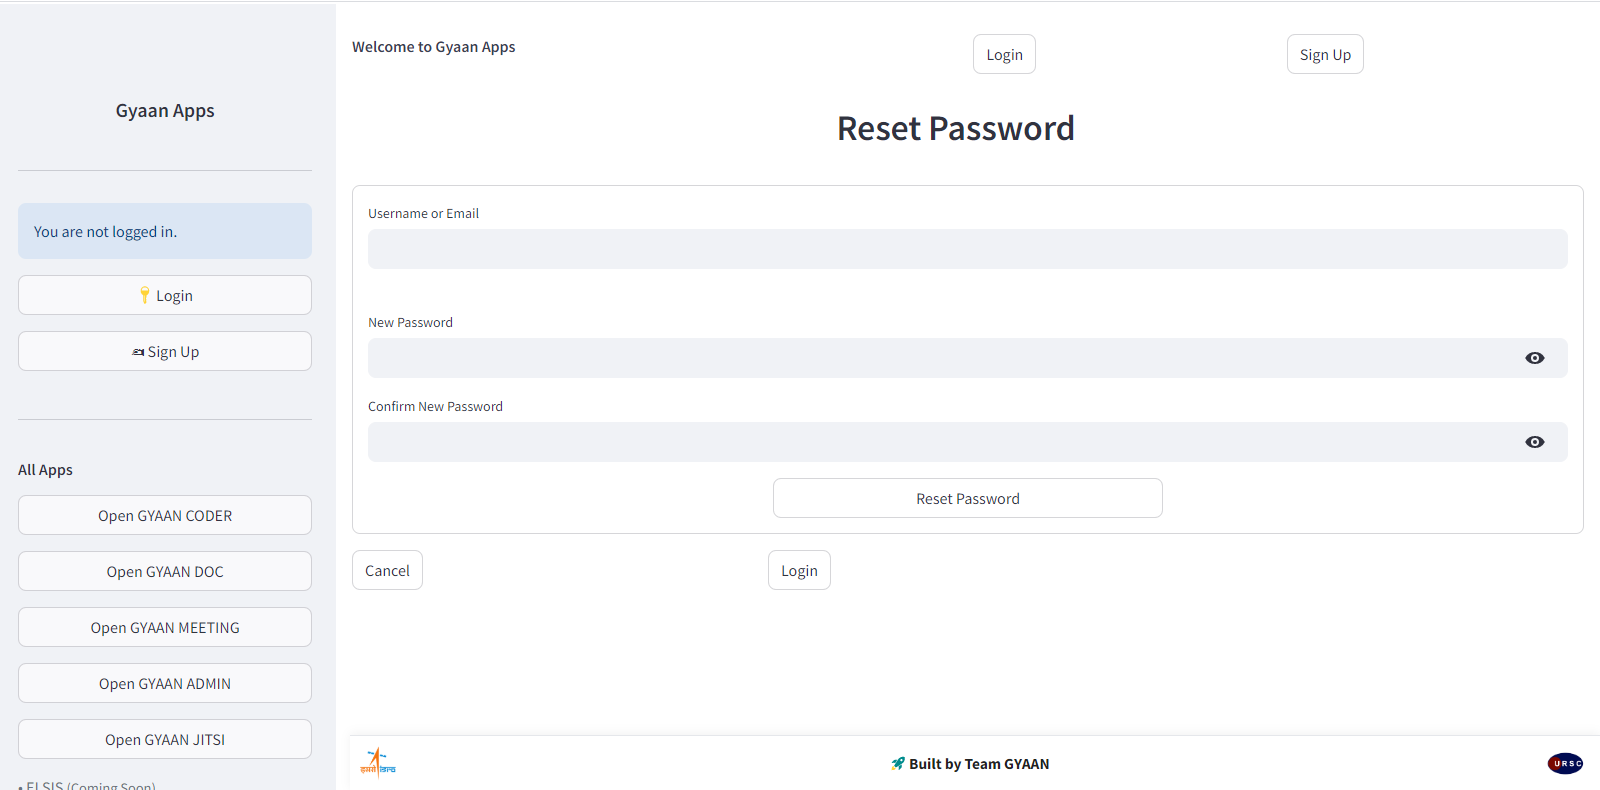 Gyaan Apps
You are not logged in.
Login
Sign Up
All Apps
Open GYAAN CODER
Open GYAAN DOC
Open GYAAN MEETING
Open GYAAN ADMIN
Open GYAAN JITSI
• ELSIS (Coming Soon)
Welcome to Gyaan Apps
Login
Sign Up
Reset Password
Username or Email
New Password
Confirm New Password
Reset Password
Cancel
Login
इसरो isro
Built by Team GYAAN
URSC